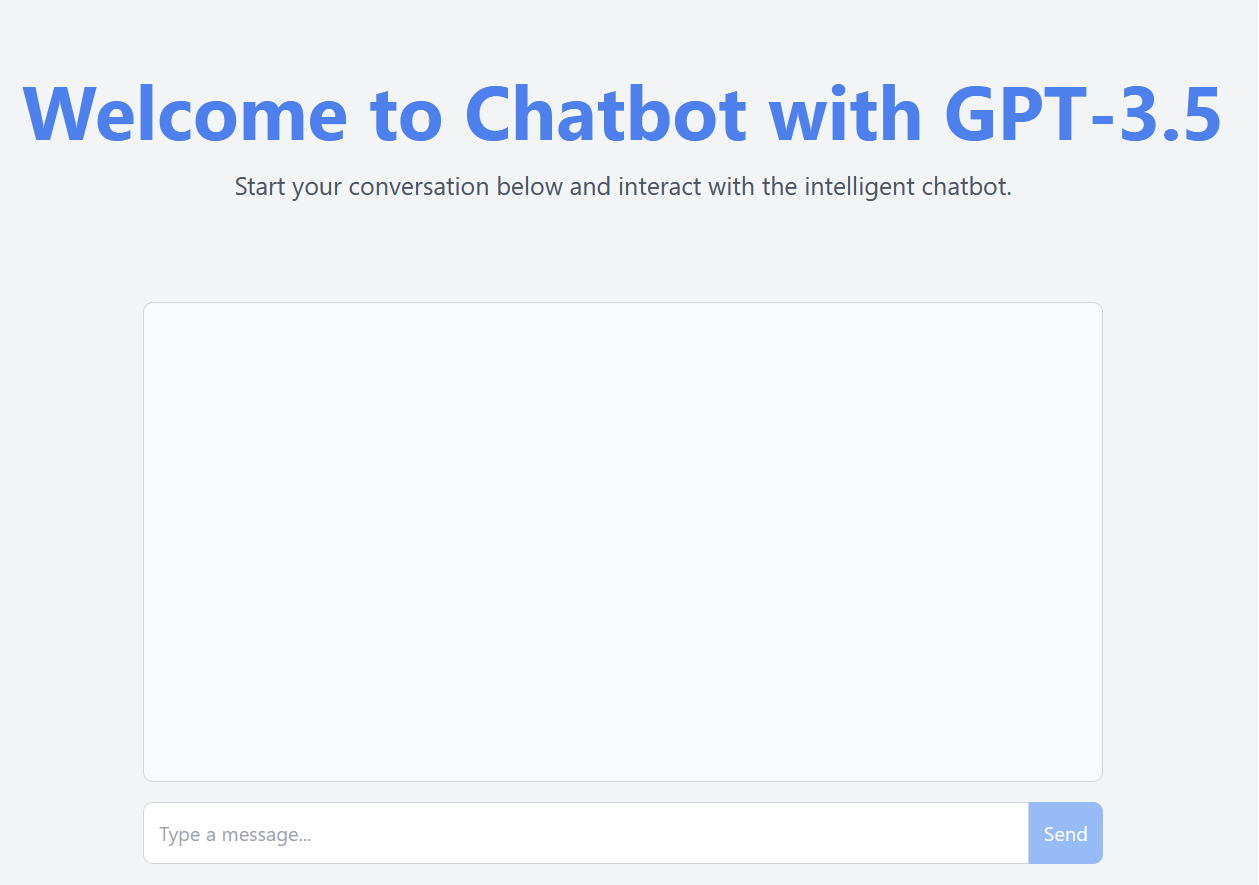 Welcome to Chatbot with GPT-3.5
Start your conversation below and interact with the intelligent chatbot.
Type a message...
Send